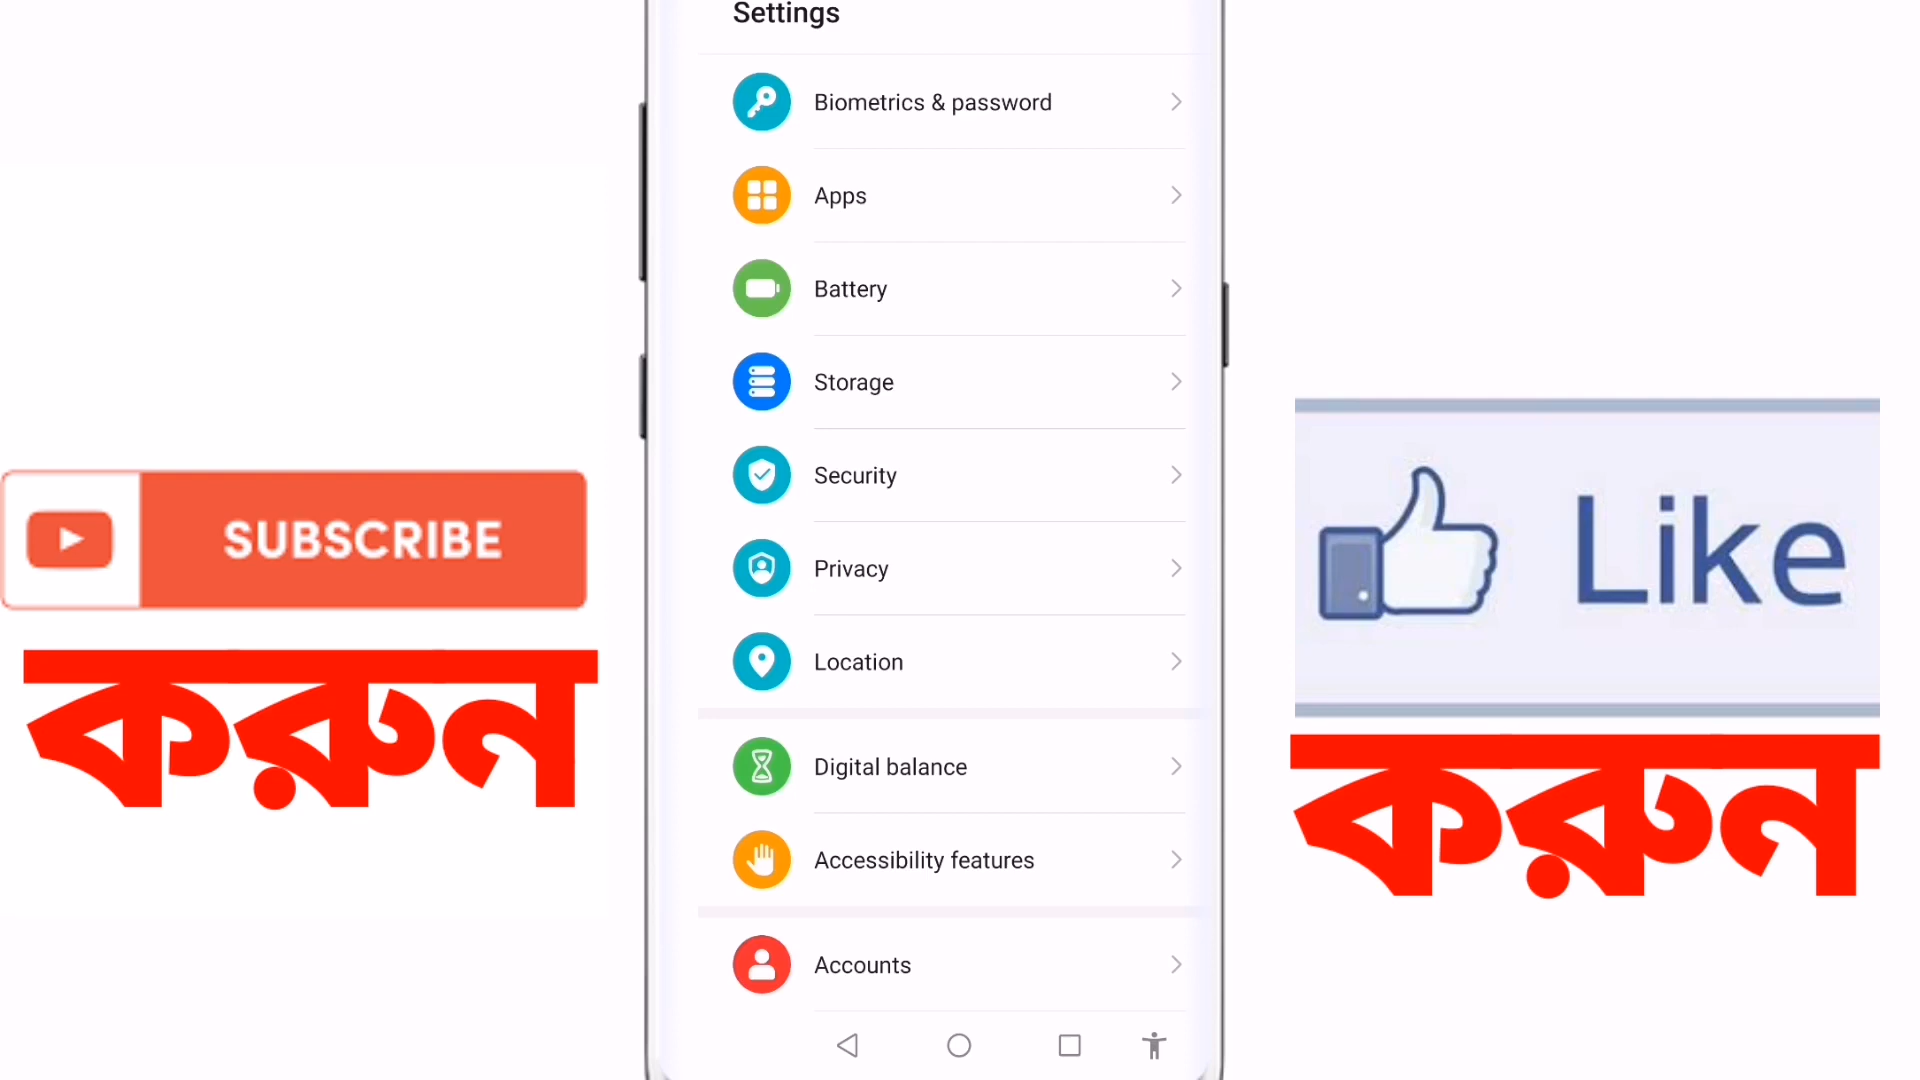 Settings
Biometrics & password
Apps
Battery
Storage
Security
Privacy
Location
Digital balance
Accessibility features
Accounts
SUBSCRIBE
করুন
Like
করুন